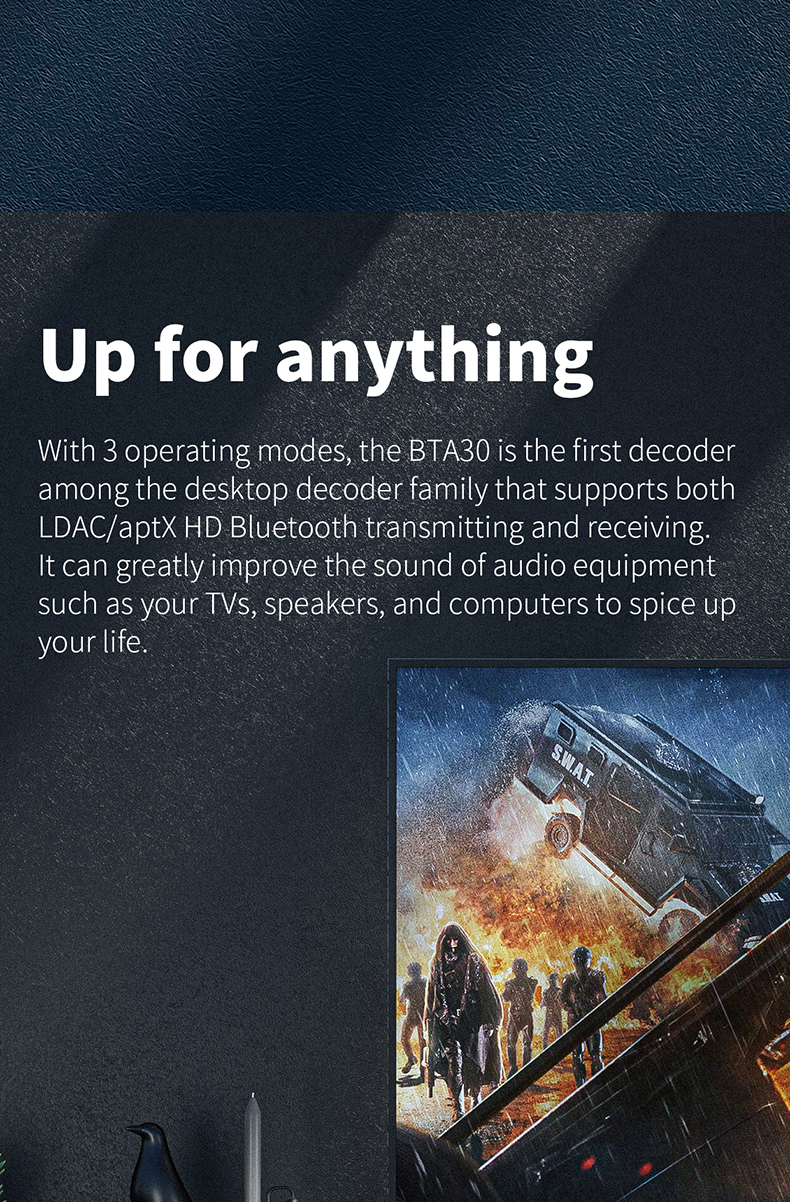 Up for anything
With 3 operating modes, the BTA30 is the first decoder
among the desktop decoder family that supports both
LDAC/aptX HD Bluetooth transmitting and receiving.
It can greatly improve the sound of audio equipment
such as your TVs, speakers, and computers to spice up
your life.
S.W.A.T.
S.W.A.T.